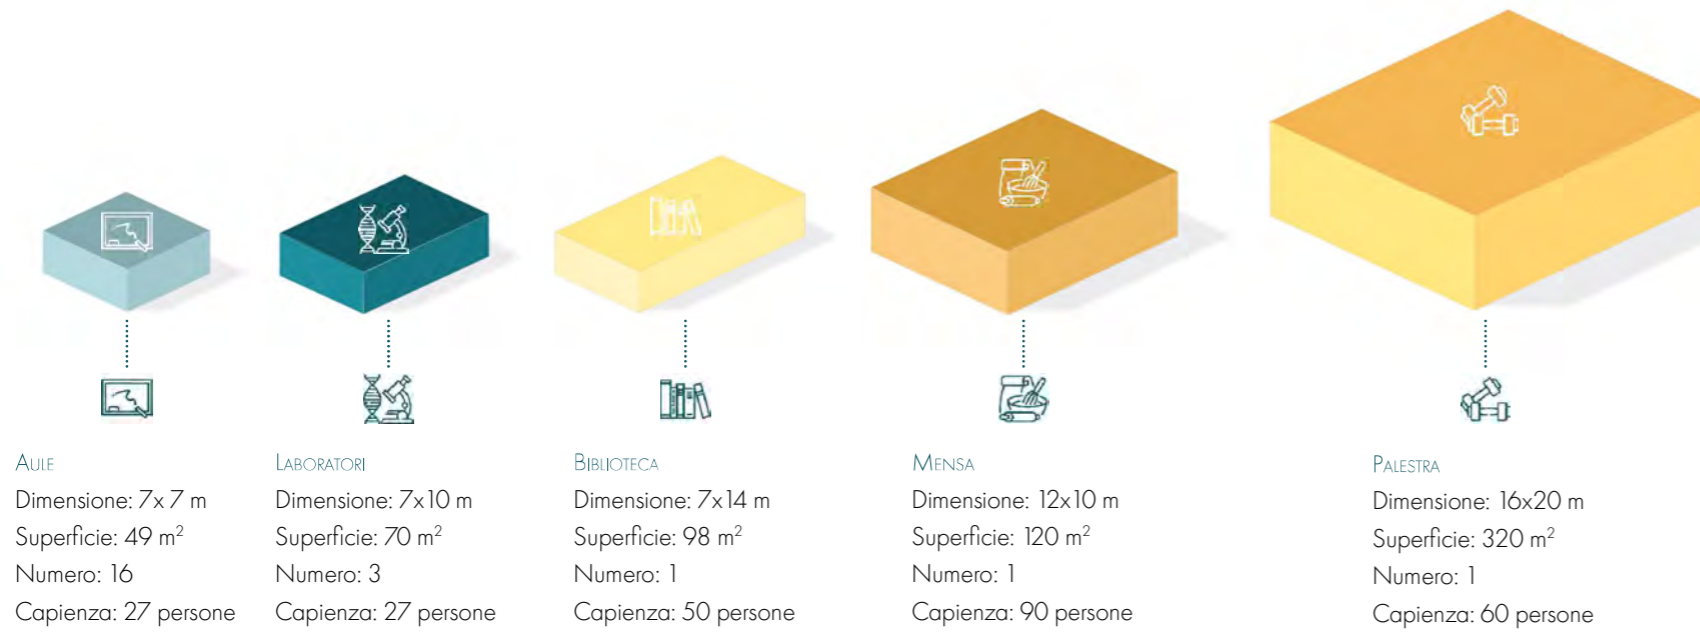 AULE
Dimensione: 7x 7 m
Superficie: 49 m²
Numero: 16
Capienza: 27 persone
LABORATORI
Dimensione: 7x10 m
Superficie: 70 m²
Numero: 3
Capienza: 27 persone
BIBLIOTECA
Dimensione: 7x14 m
Superficie: 98 m²
Numero: 1
Capienza: 50 persone
MENSA
Dimensione: 12x10 m
Superficie: 120 m²
Numero: 1
Capienza: 90 persone
PALESTRA
Dimensione: 16x20 m
Superficie: 320 m²
Numero: 1
Capienza: 60 persone